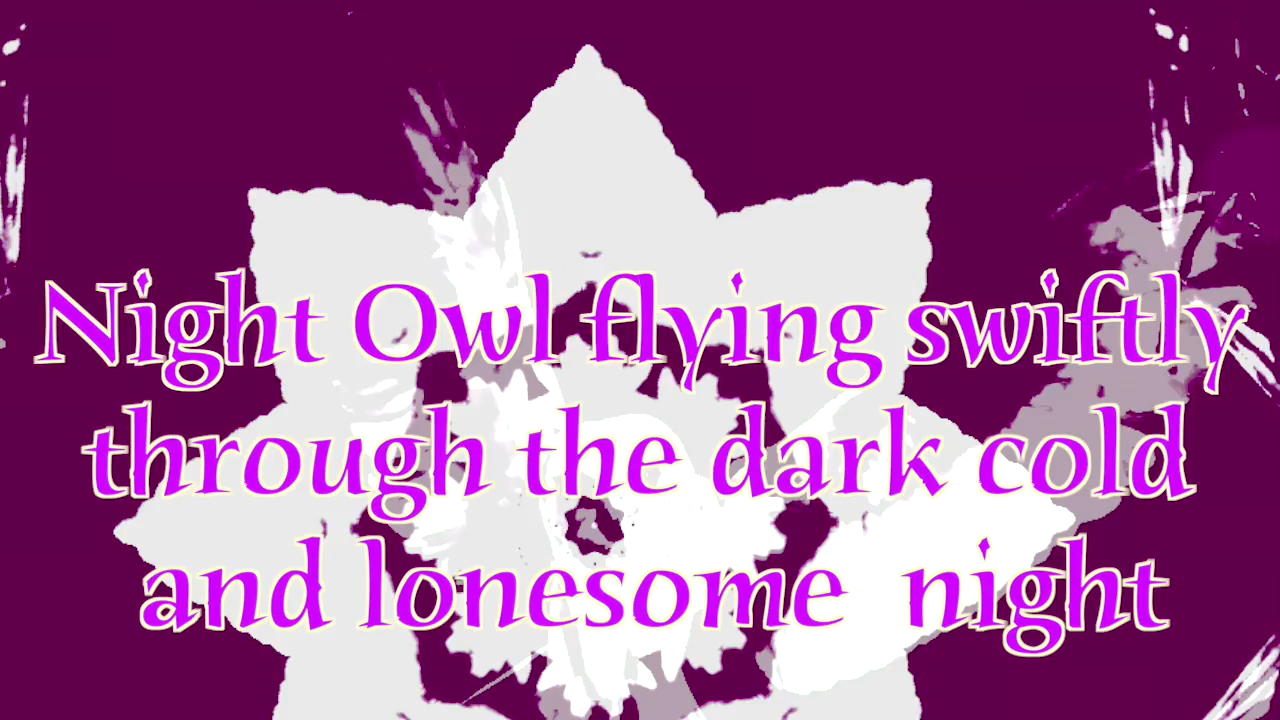 Night Owl flying swiftly
through the dark cold
and lonesome  night